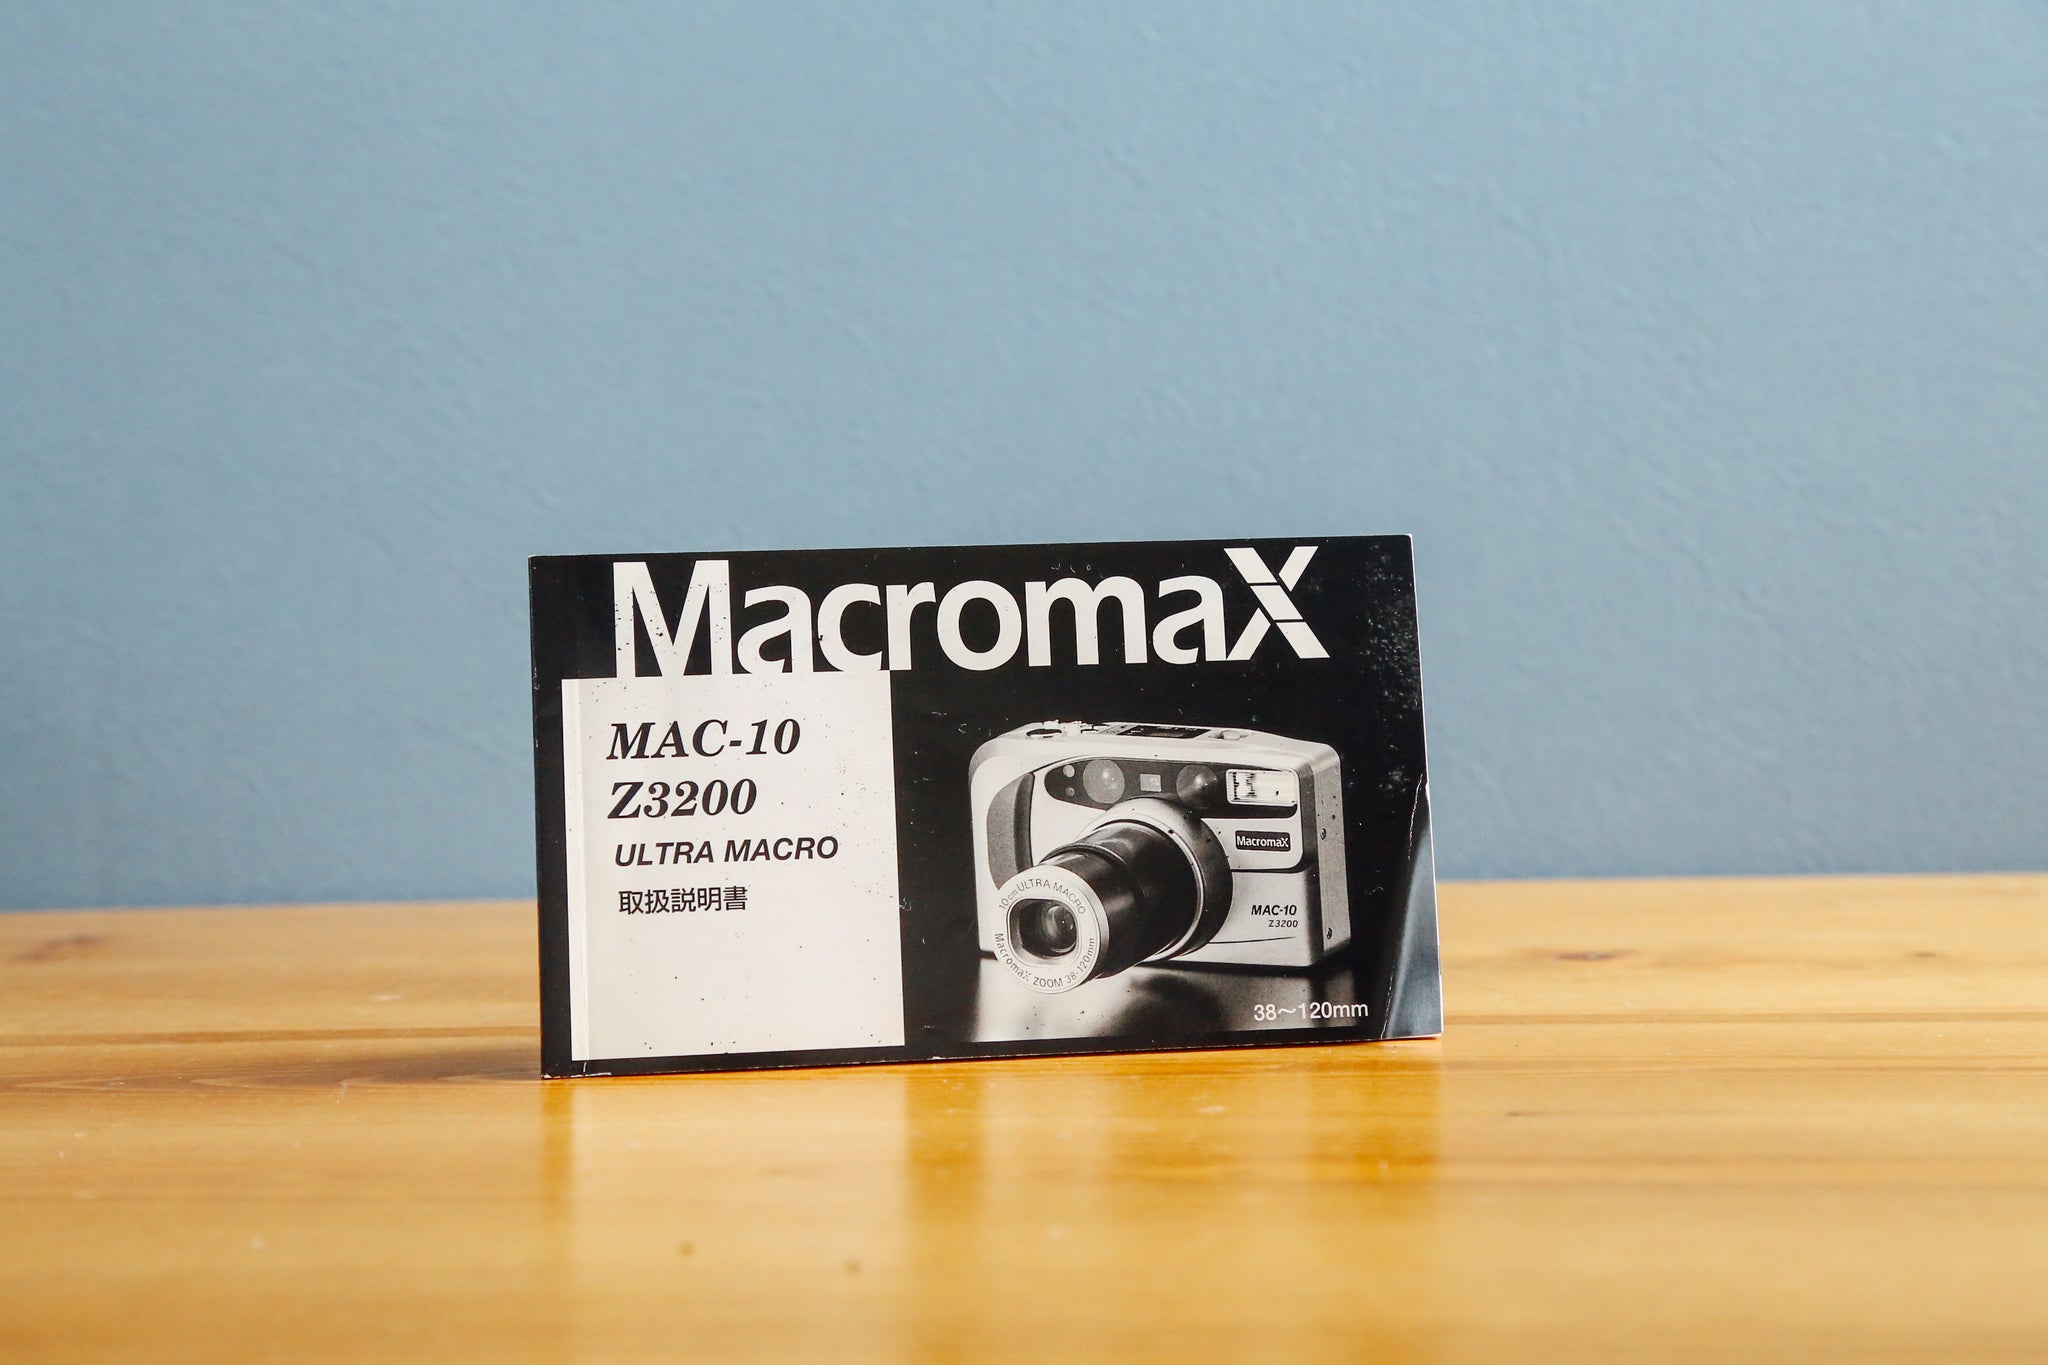 MacromaX
MAC-10
Z3200
ULTRA MACRO
取扱説明書
MacromaX
MAC-10
Z3200
10cm ULTRA MACRO
MacromaX ZOOM 38-120mm
38〜120mm